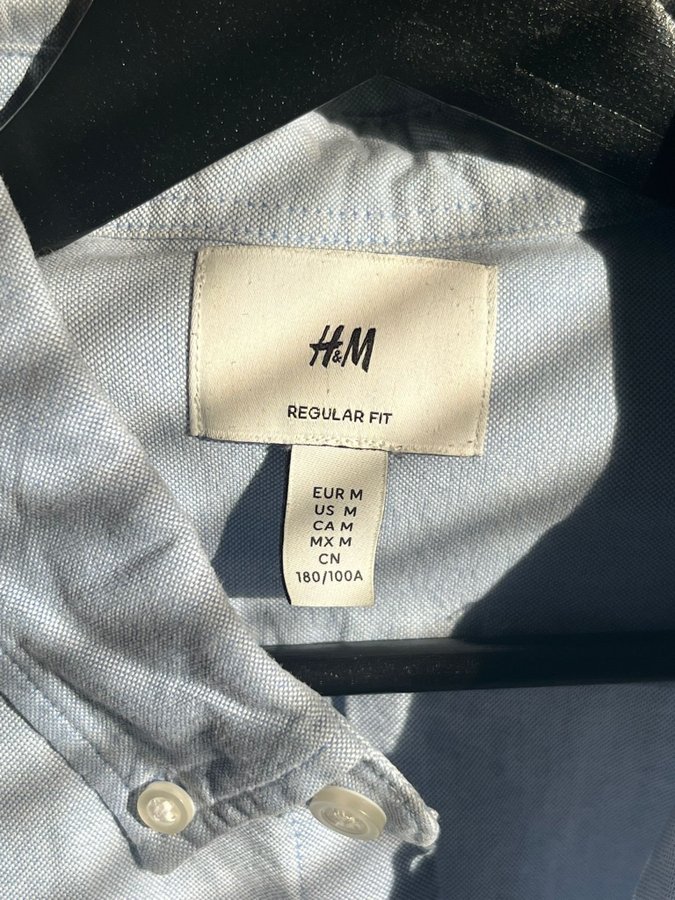 H&M
REGULAR FIT
EUR M
US M
CA M
MX M
CN
180/100A